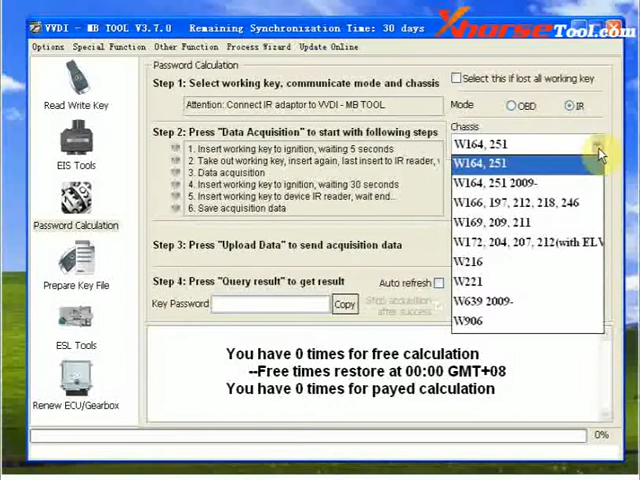 VVDI - MB TOOL V3.7.0    Remaining Synchronization Time: 30 days
XhorseTool.com
Options Special Function Other Function Process Wizard Update Online
Read Write Key
EIS Tools
Password Calculation
Prepare Key File
ESL Tools
Renew ECU/Gearbox
Password Calculation
Step 1: Select working key, communicate mode and chassis
Attention: Connect IR adaptor to VVDI - MB TOOL
Step 2: Press "Data Acquisition" to start with following steps
1. Insert working key to ignition, waiting 5 seconds
2. Take out working key, insert again, last insert to IR reader,
3. Data acquisition
4. Insert working key to ignition, waiting 30 seconds
5. Insert working key to device IR reader, wait end...
6. Save acquisition data
Step 3: Press "Upload Data" to send acquisition data
Step 4: Press "Query result" to get result
Auto refresh
Key Password
Copy
Stop acquisition
after success
Select this if lost all working key
Mode OBD IR
Chassis
W164, 251
W164, 251
W164, 251 2009-
W166, 197, 212, 218, 246
W169, 209, 211
W172, 204, 207, 212(with ELV
W216
W221
W639 2009-
W906
You have 0 times for free calculation
--Free times restore at 00:00 GMT+08
You have 0 times for payed calculation
0%